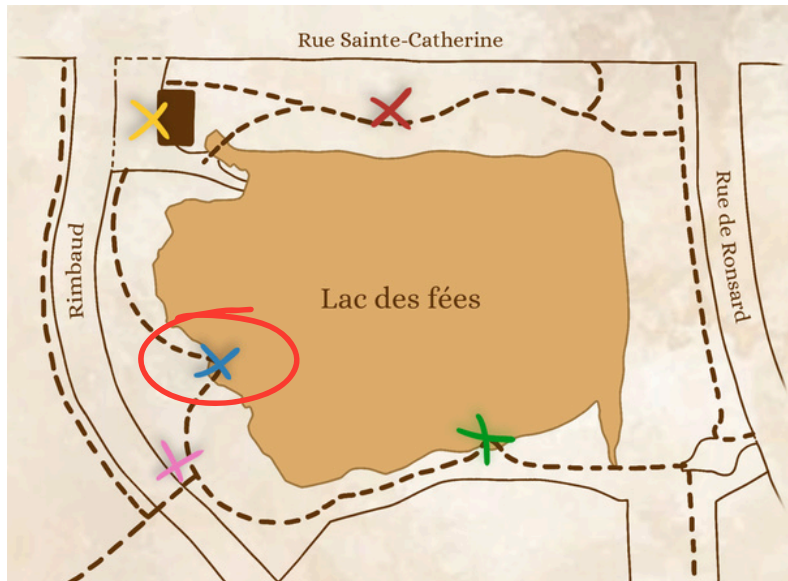 Rue Sainte-Catherine
Rimbaud
Rue de Ronsard
Lac des fées